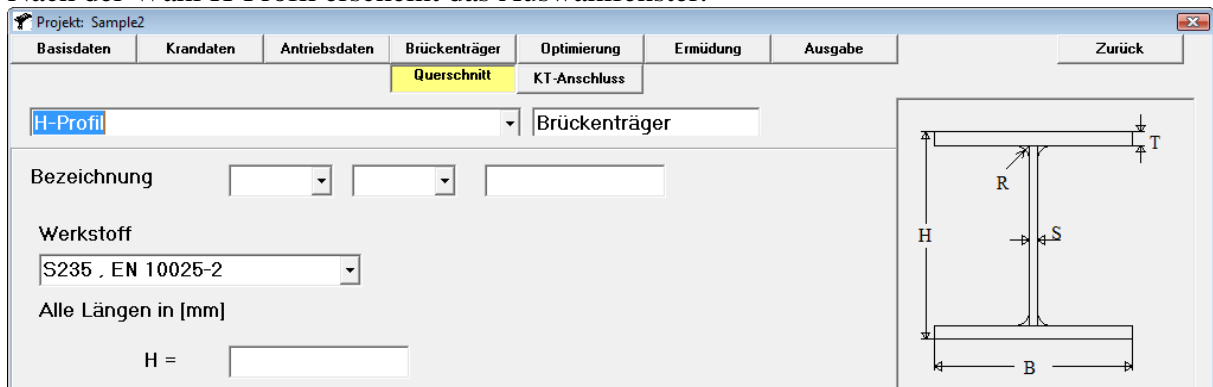 Nach der Wahl H-Profil erscheint das Auswahlfenster:
Projekt: Sample2
Basisdaten Krandaten Antriebsdaten Brückenträger Optimierung Ermüdung Ausgabe Zurück
Querschnitt KT-Anschluss
H-Profil Brückenträger
Bezeichnung
Werkstoff
S235 , EN 10025-2
Alle Längen in [mm]
H =
T
R
H
S
B